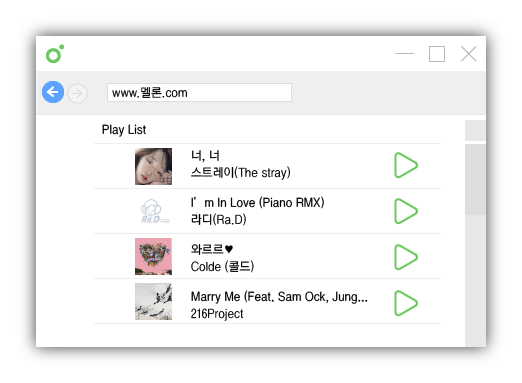 www.멜론.com
Play List
너, 너
스트레이(The stray)
I'm In Love (Piano RMX)
라디(Ra.D)
Ra.D
와르르♥
Colde (콜드)
Marry Me (Feat. Sam Ock, Jung...
216Project